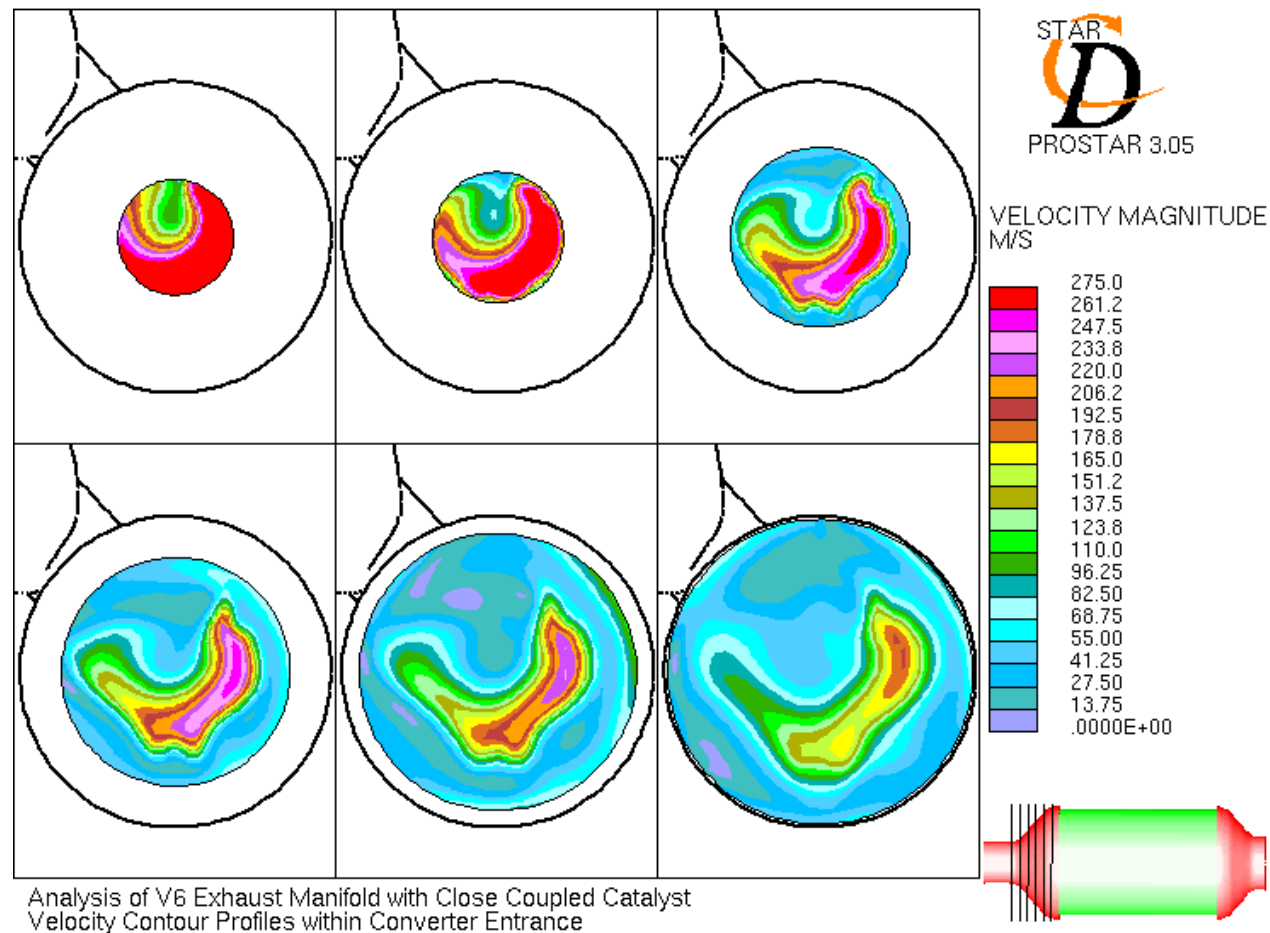 STAR
D
PROSTAR 3.05
VELOCITY MAGNITUDE
M/S
275.0
261.2
247.5
233.8
220.0
206.2
192.5
178.8
165.0
151.2
137.5
123.8
110.0
96.25
82.50
68.75
55.00
41.25
27.50
13.75
.0000E+00
Analysis of V6 Exhaust Manifold with Close Coupled Catalyst
Velocity Contour Profiles within Converter Entrance